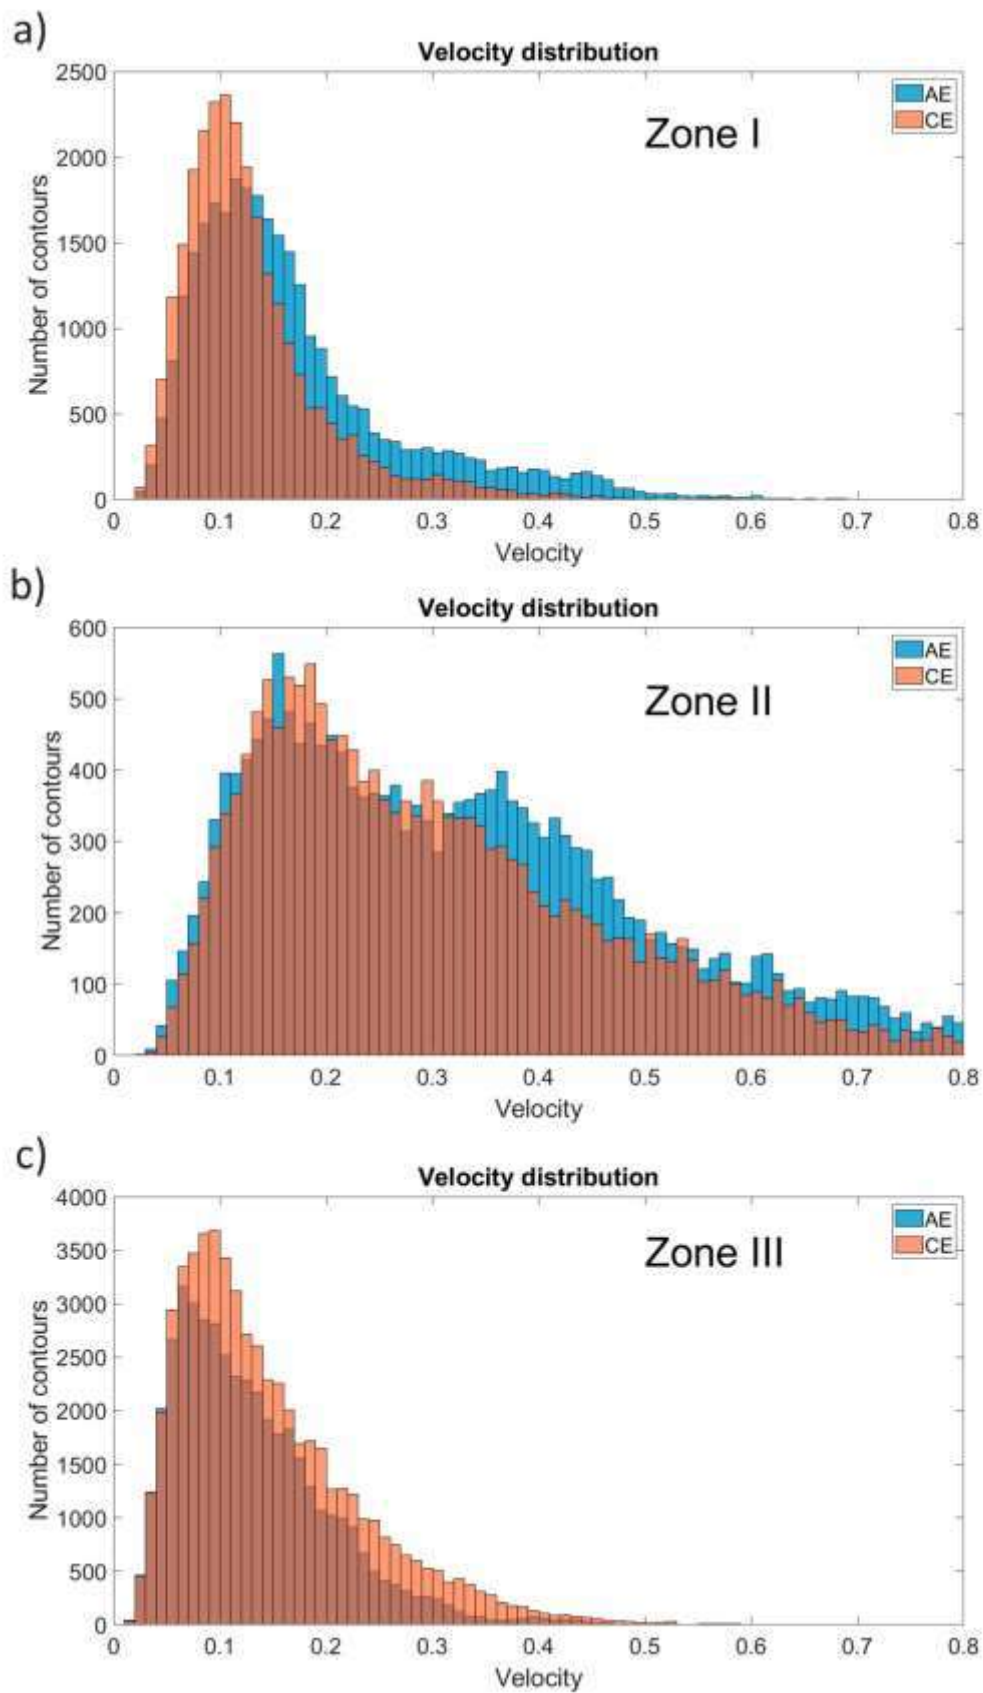 a)
Velocity distribution
2500
2000
1500
1000
500
0
Number of contours
Zone I
AE
CE
0 0.1 0.2 0.3 0.4 0.5 0.6 0.7 0.8
Velocity
b)
Velocity distribution
600
500
400
300
200
100
0
Number of contours
Zone II
AE
CE
0 0.1 0.2 0.3 0.4 0.5 0.6 0.7 0.8
Velocity
c)
Velocity distribution
4000
3500
3000
2500
2000
1500
1000
500
0
Number of contours
Zone III
AE
CE
0 0.1 0.2 0.3 0.4 0.5 0.6 0.7 0.8
Velocity